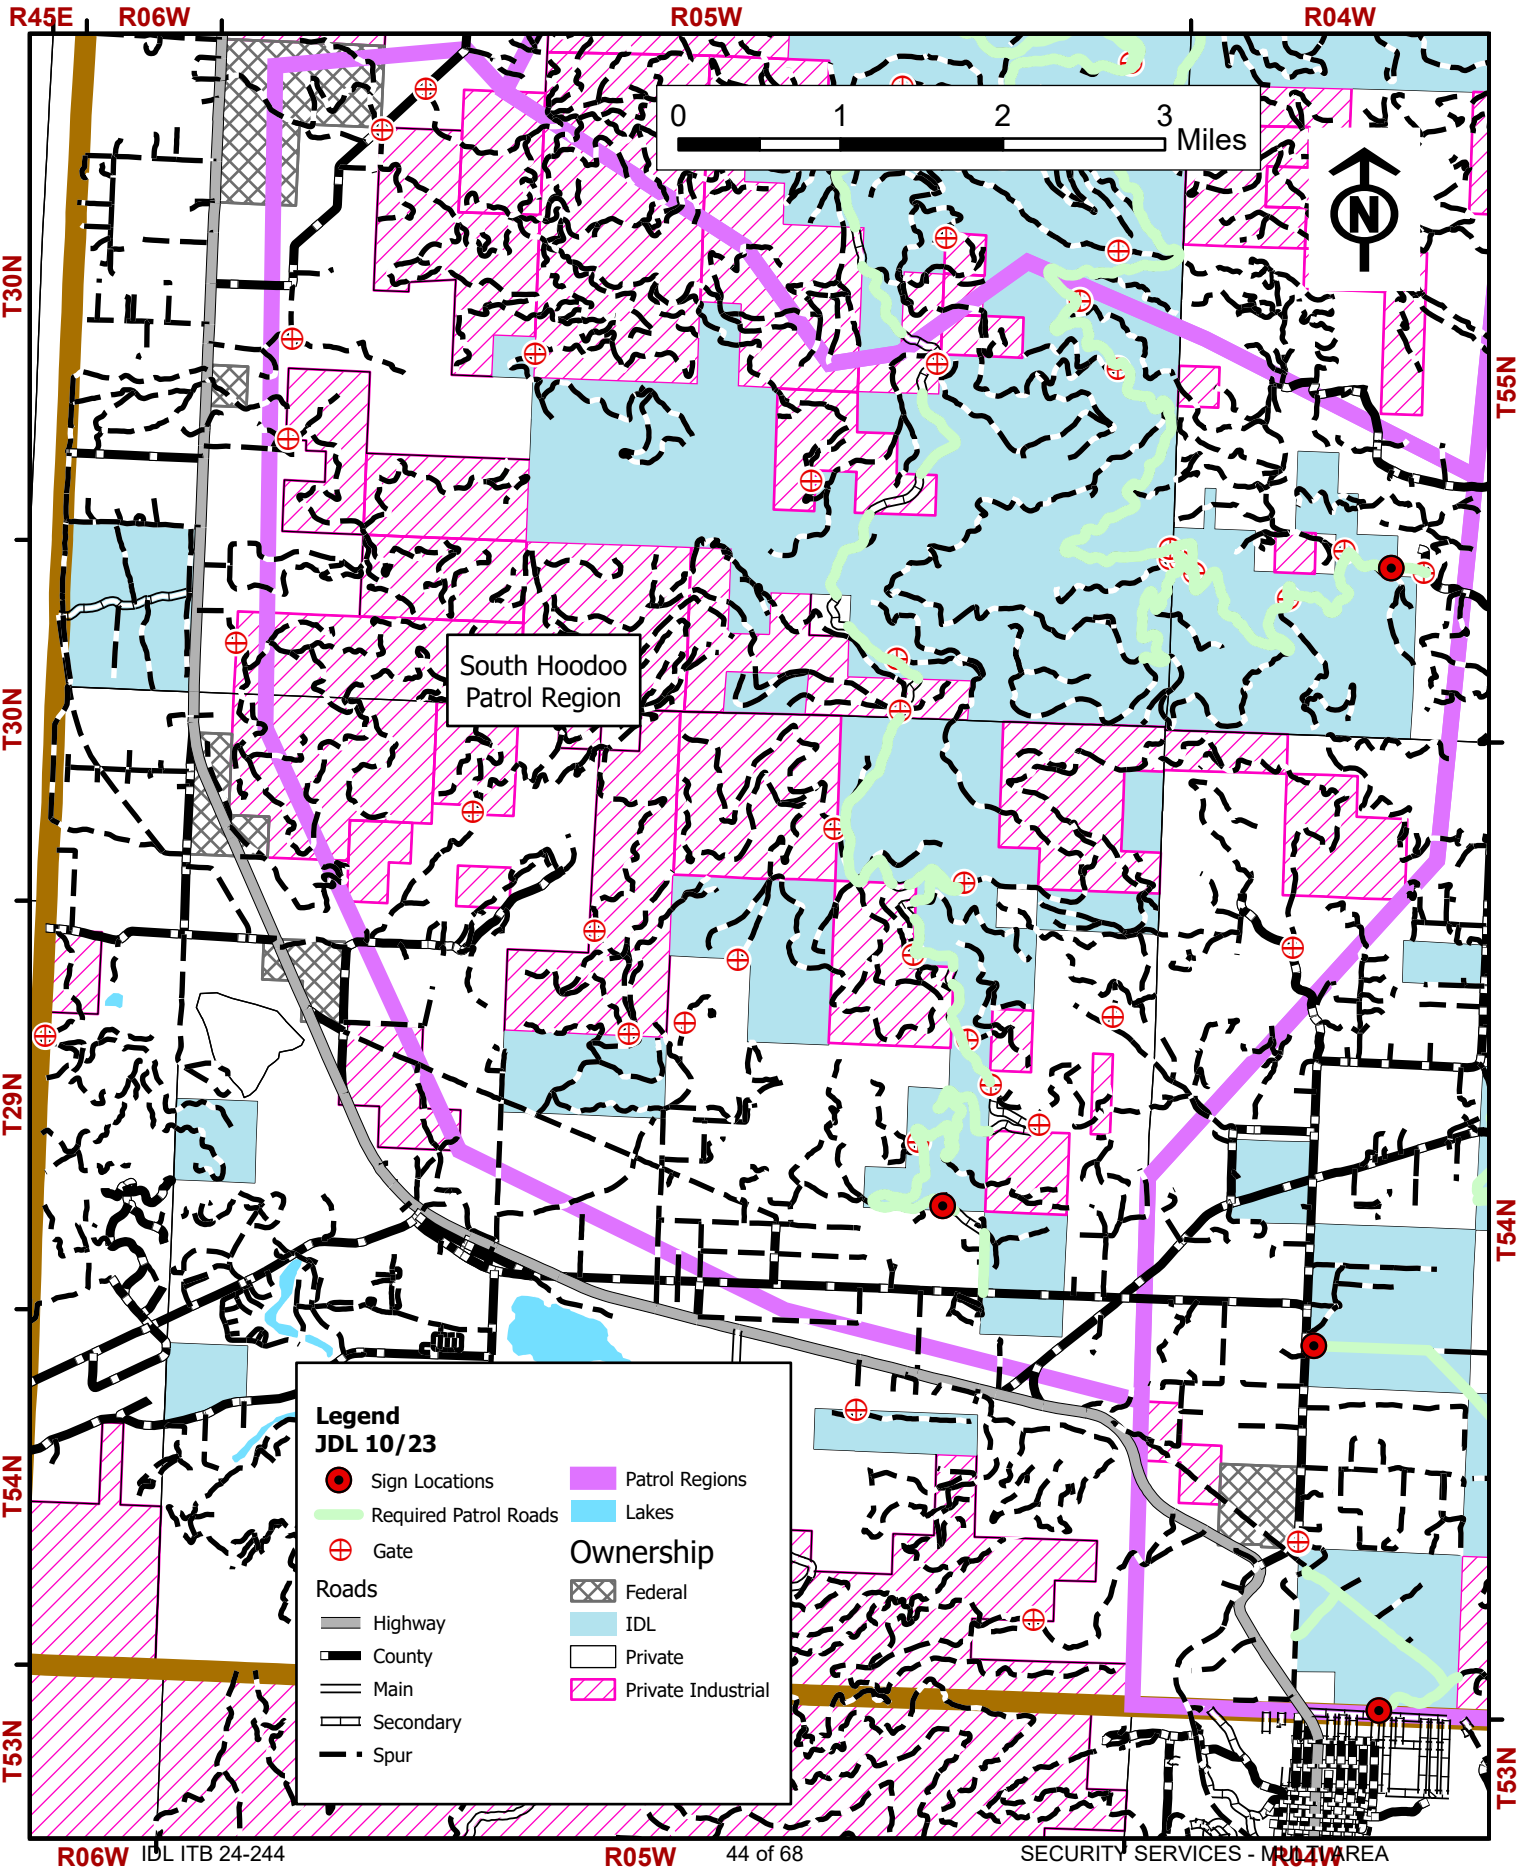 R45E R06W R05W R04W
0 1 2 3 Miles
N
T30N
T55N
South Hoodoo
Patrol Region
T30N
T29N
T54N
T54N
T53N
T53N
Legend
JDL 10/23
Sign Locations
Required Patrol Roads
Gate
Roads
Highway
County
Main
Secondary
Spur
Patrol Regions
Lakes
Ownership
Federal
IDL
Private
Private Industrial
R06W R05W R04W
IDL ITB 24-244 44 of 68 SECURITY SERVICES - MULTI AREA